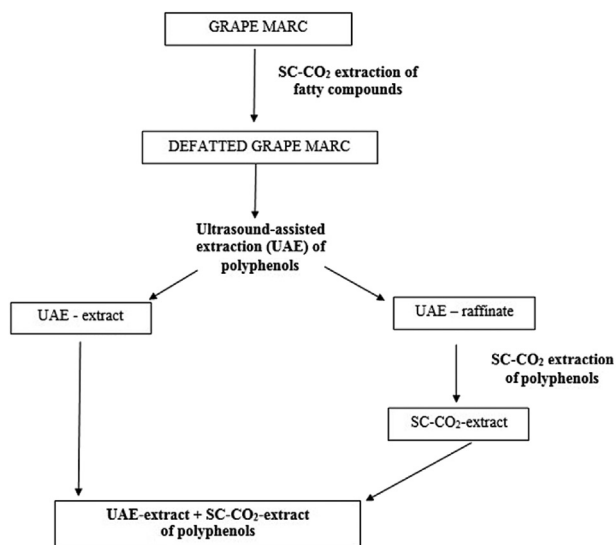 GRAPE MARC
SC-CO₂ extraction of
fatty compounds
DEFATTED GRAPE MARC
Ultrasound-assisted
extraction (UAE) of
polyphenols
UAE - extract
UAE – raffinate
SC-CO₂ extraction
of polyphenols
SC-CO₂-extract
UAE-extract + SC-CO₂-extract
of polyphenols